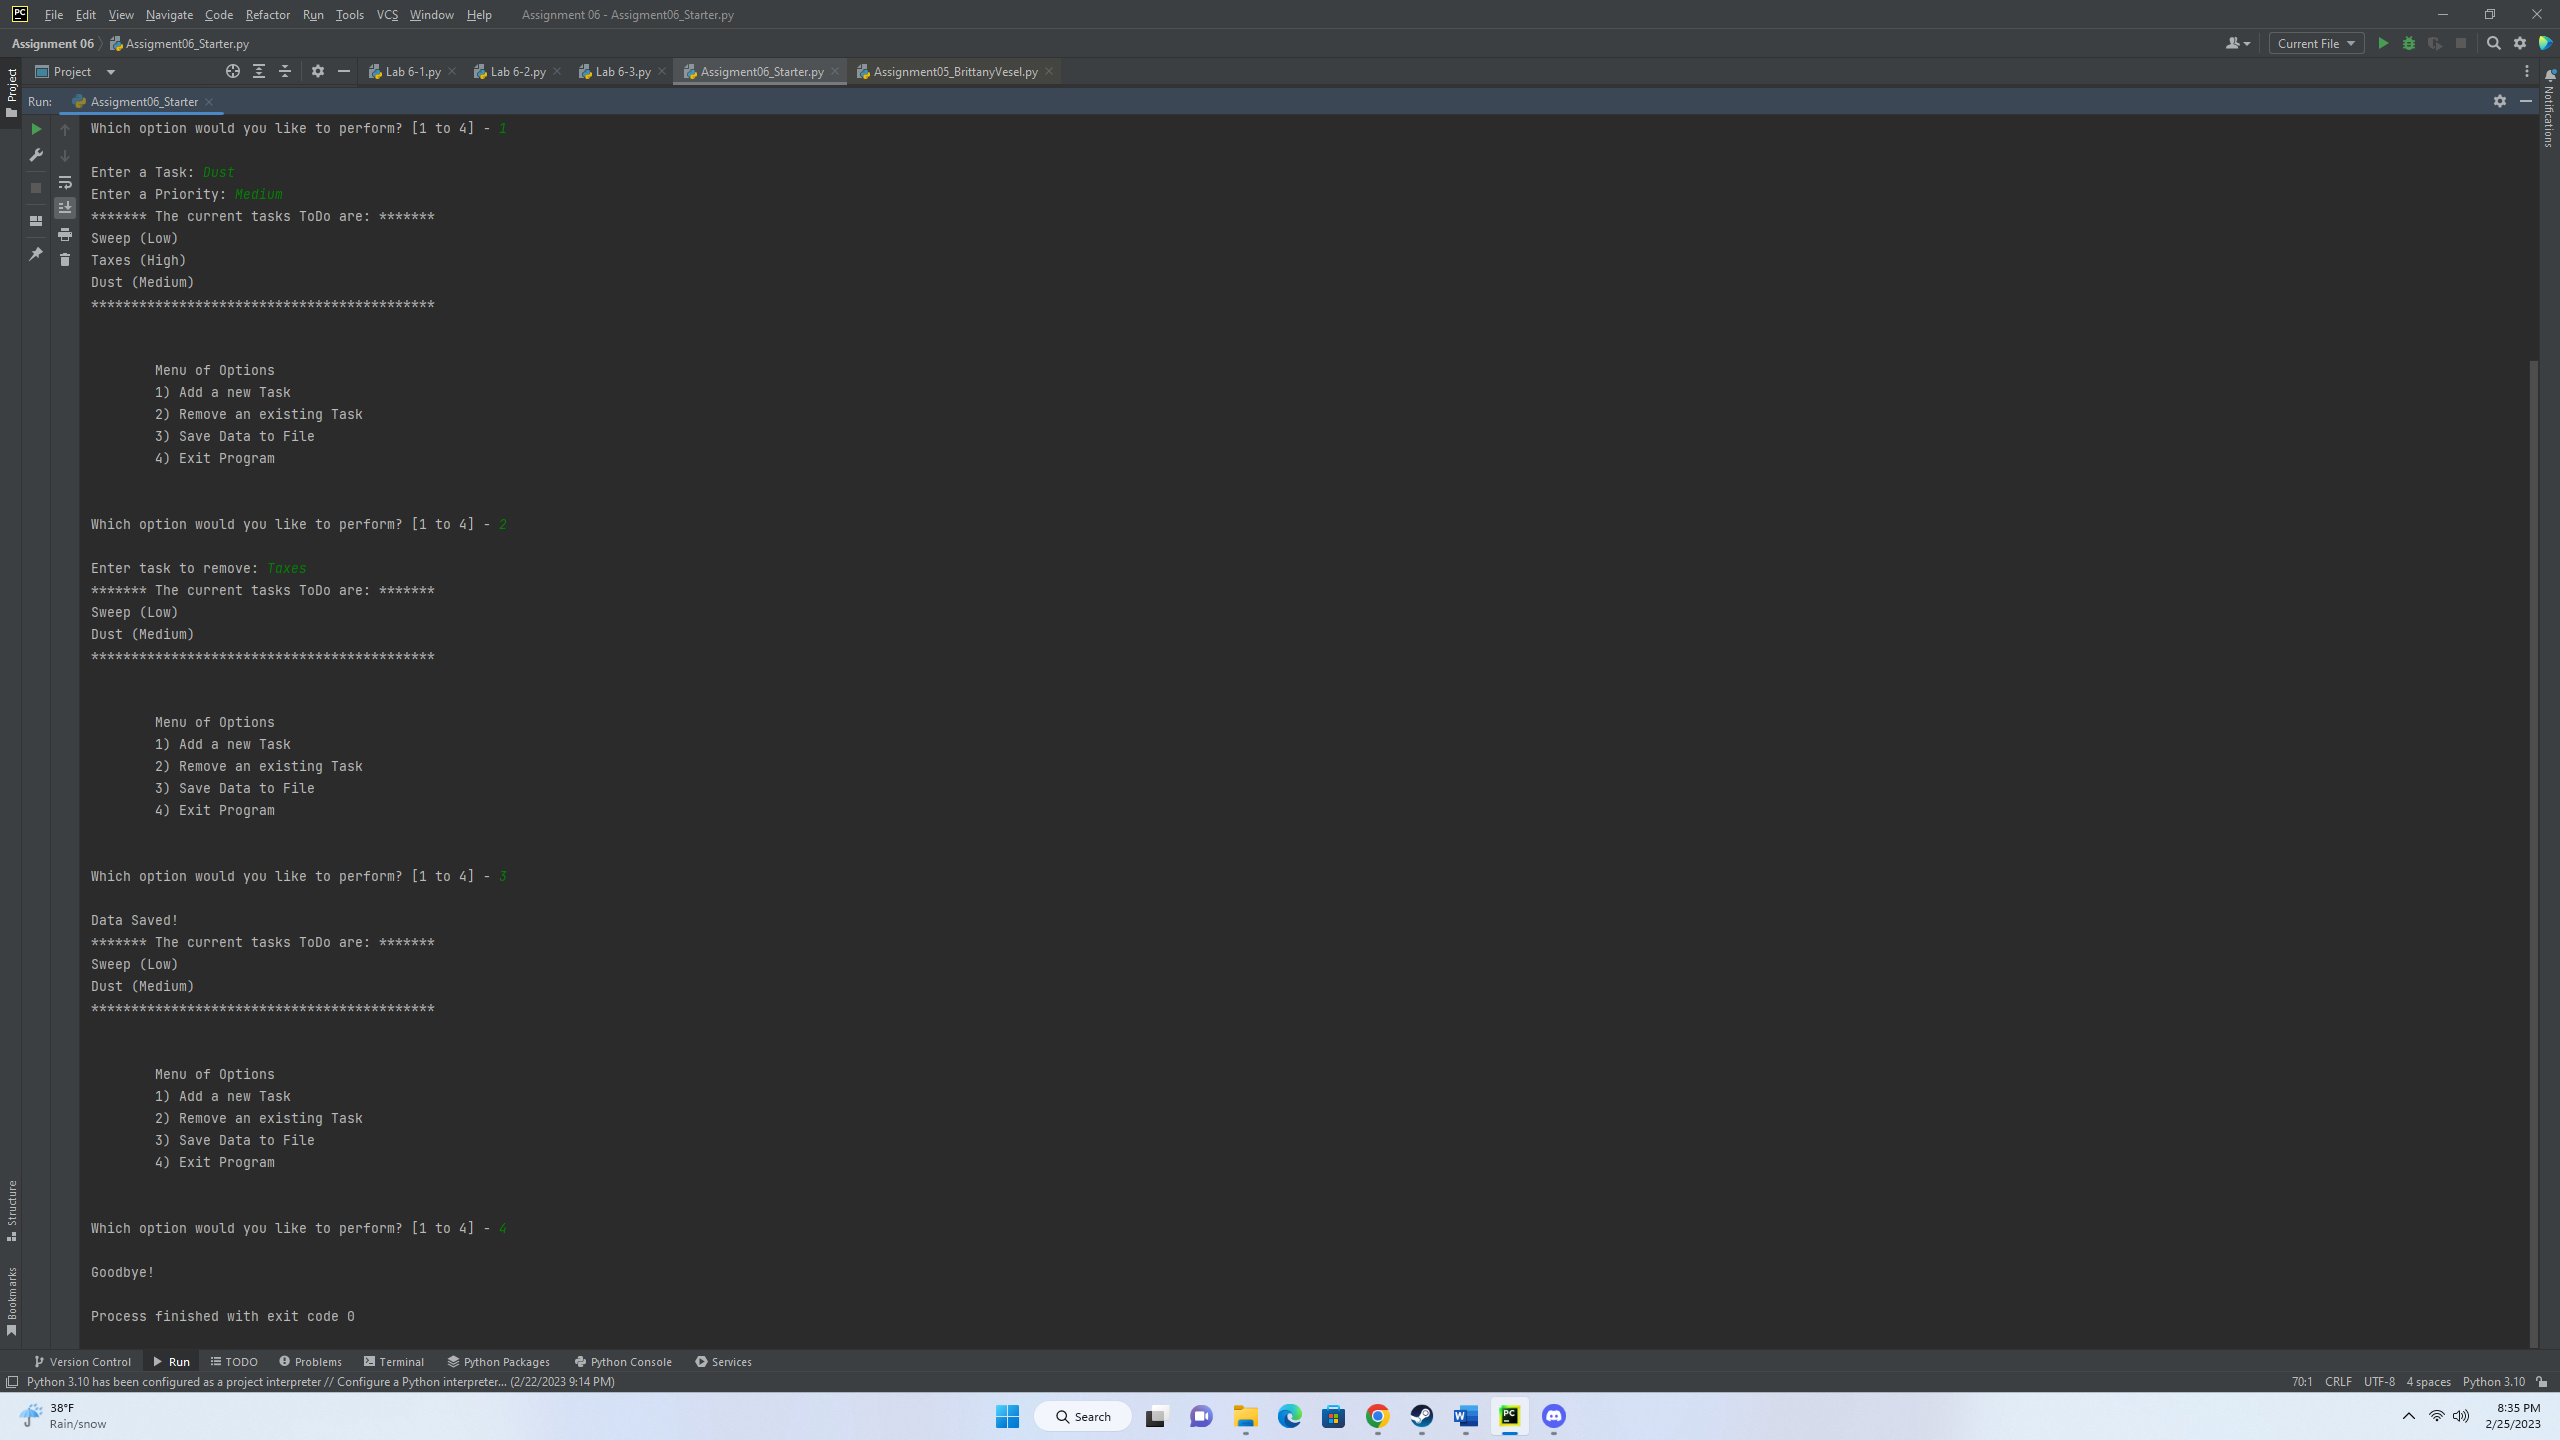 PC File Edit View Navigate Code Refactor Run Tools VCS Window Help Assignment 06 - Assigment06_Starter.py
Assignment 06 Assigment06_Starter.py Current File
Project Lab 6-1.py Lab 6-2.py Lab 6-3.py Assigment06_Starter.py Assignment05_BrittanyVesel.py
Project
Notifications
Run: Assigment06_Starter
Which option would you like to perform? [1 to 4] - 1
Enter a Task: Dust
Enter a Priority: Medium
******* The current tasks ToDo are: *******
Sweep (Low)
Taxes (High)
Dust (Medium)
*******************************************
Menu of Options
1) Add a new Task
2) Remove an existing Task
3) Save Data to File
4) Exit Program
Which option would you like to perform? [1 to 4] - 2
Enter task to remove: Taxes
******* The current tasks ToDo are: *******
Sweep (Low)
Dust (Medium)
*******************************************
Menu of Options
1) Add a new Task
2) Remove an existing Task
3) Save Data to File
4) Exit Program
Which option would you like to perform? [1 to 4] - 3
Data Saved!
******* The current tasks ToDo are: *******
Sweep (Low)
Dust (Medium)
*******************************************
Menu of Options
1) Add a new Task
2) Remove an existing Task
3) Save Data to File
4) Exit Program
Which option would you like to perform? [1 to 4] - 4
Goodbye!
Process finished with exit code 0
Structure
Bookmarks
Version Control Run TODO Problems Terminal Python Packages Python Console Services
Python 3.10 has been configured as a project interpreter // Configure a Python interpreter... (2/22/2023 9:14 PM) 70:1 CRLF UTF-8 4 spaces Python 3.10
38°F
Rain/snow
Search
W
PC
8:35 PM
2/25/2023